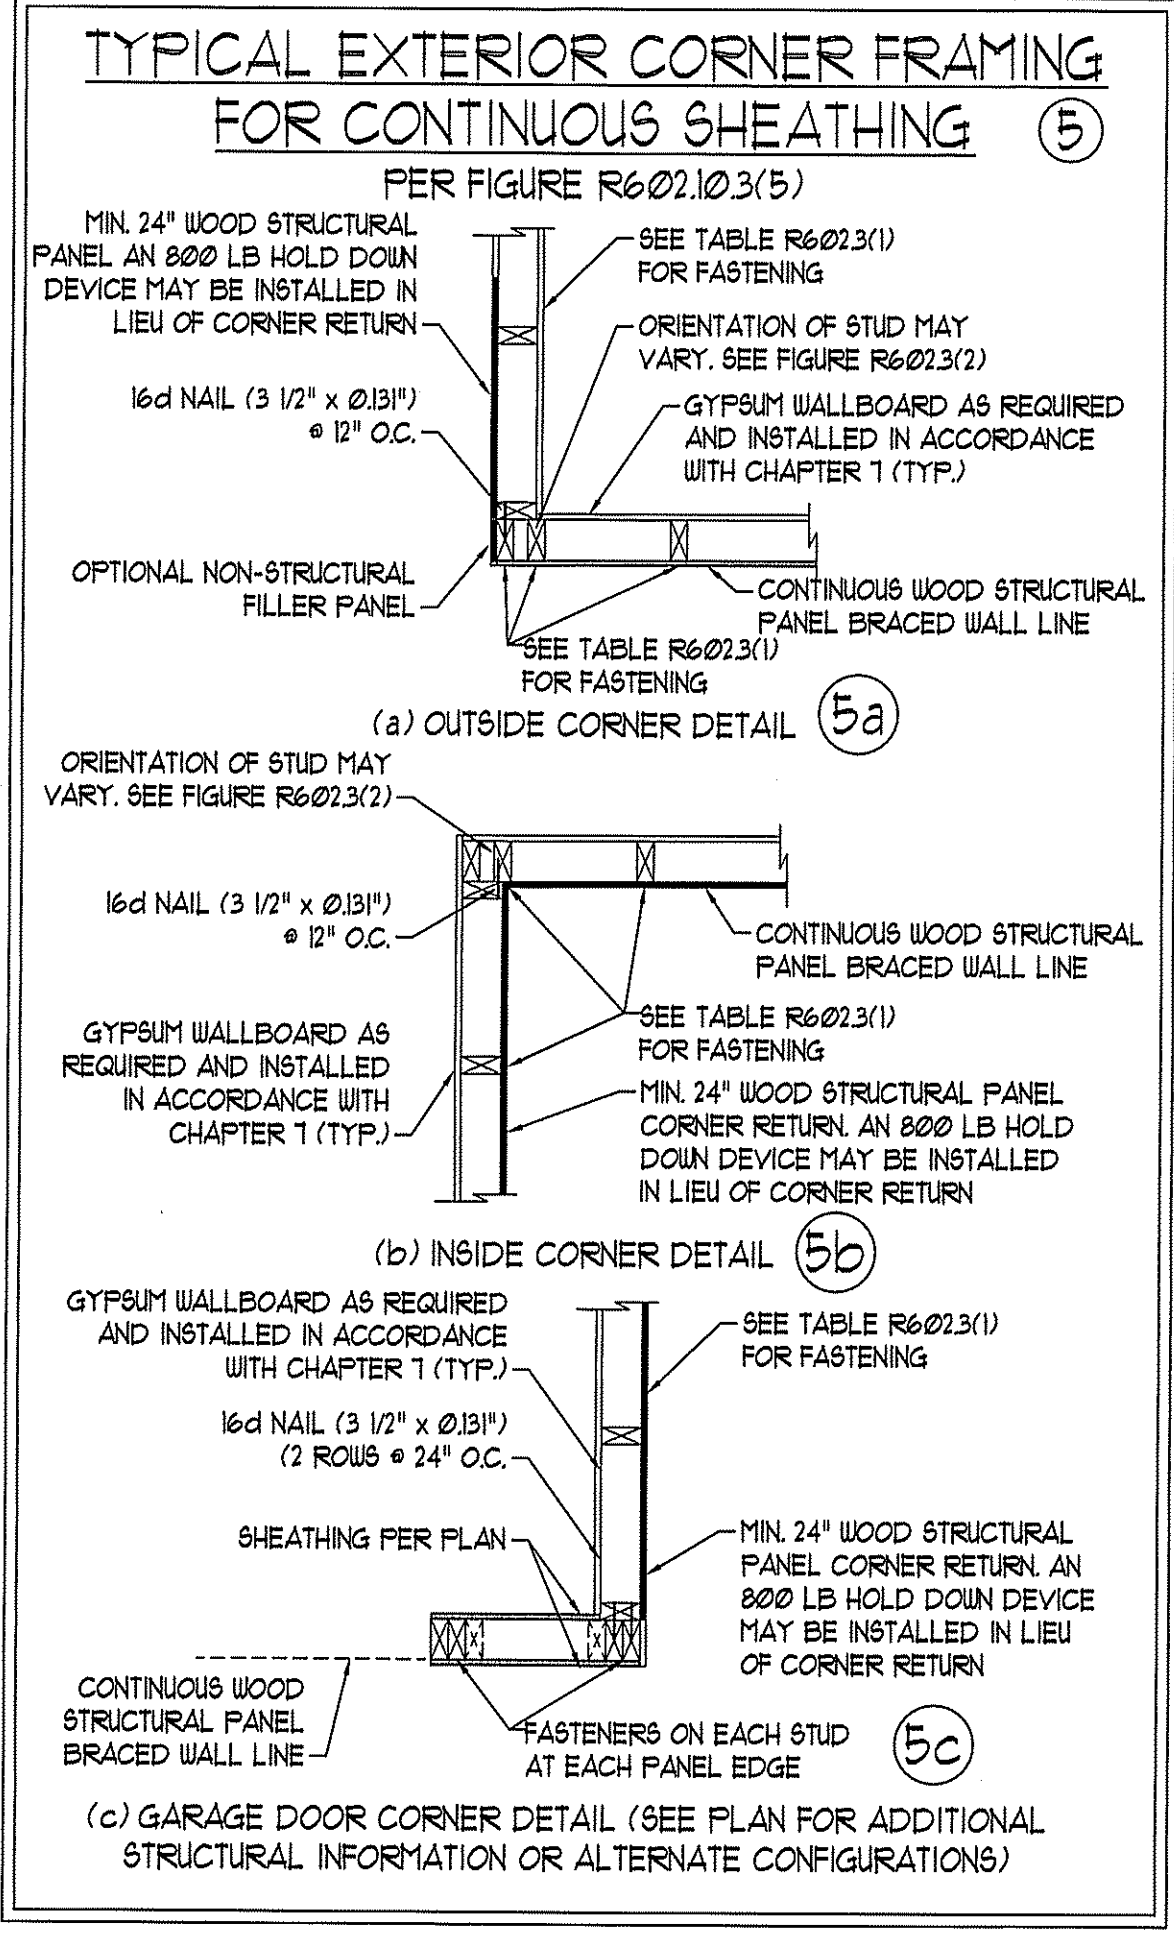 TYPICAL EXTERIOR CORNER FRAMING
FOR CONTINUOUS SHEATHING
5
PER FIGURE R602.10.3(5)
MIN. 24" WOOD STRUCTURAL
PANEL AN 800 LB HOLD DOWN
DEVICE MAY BE INSTALLED IN
LIEU OF CORNER RETURN
16d NAIL (3 1/2" x 0.131")
@ 12" O.C.
OPTIONAL NON-STRUCTURAL
FILLER PANEL
SEE TABLE R602.3(1)
FOR FASTENING
ORIENTATION OF STUD MAY
VARY. SEE FIGURE R602.3(2)
GYPSUM WALLBOARD AS REQUIRED
AND INSTALLED IN ACCORDANCE
WITH CHAPTER 7 (TYP.)
CONTINUOUS WOOD STRUCTURAL
PANEL BRACED WALL LINE
SEE TABLE R602.3(1)
FOR FASTENING
(a) OUTSIDE CORNER DETAIL
5a
ORIENTATION OF STUD MAY
VARY. SEE FIGURE R602.3(2)
16d NAIL (3 1/2" x 0.131")
@ 12" O.C.
GYPSUM WALLBOARD AS
REQUIRED AND INSTALLED
IN ACCORDANCE WITH
CHAPTER 7 (TYP.)
CONTINUOUS WOOD STRUCTURAL
PANEL BRACED WALL LINE
SEE TABLE R602.3(1)
FOR FASTENING
MIN. 24" WOOD STRUCTURAL PANEL
CORNER RETURN. AN 800 LB HOLD
DOWN DEVICE MAY BE INSTALLED
IN LIEU OF CORNER RETURN
(b) INSIDE CORNER DETAIL
5b
GYPSUM WALLBOARD AS REQUIRED
AND INSTALLED IN ACCORDANCE
WITH CHAPTER 7 (TYP.)
16d NAIL (3 1/2" x 0.131")
(2 ROWS @ 24" O.C.
SHEATHING PER PLAN
CONTINUOUS WOOD
STRUCTURAL PANEL
BRACED WALL LINE
SEE TABLE R602.3(1)
FOR FASTENING
MIN. 24" WOOD STRUCTURAL
PANEL CORNER RETURN. AN
800 LB HOLD DOWN DEVICE
MAY BE INSTALLED IN LIEU
OF CORNER RETURN
FASTENERS ON EACH STUD
AT EACH PANEL EDGE
5c
(c) GARAGE DOOR CORNER DETAIL (SEE PLAN FOR ADDITIONAL
STRUCTURAL INFORMATION OR ALTERNATE CONFIGURATIONS)